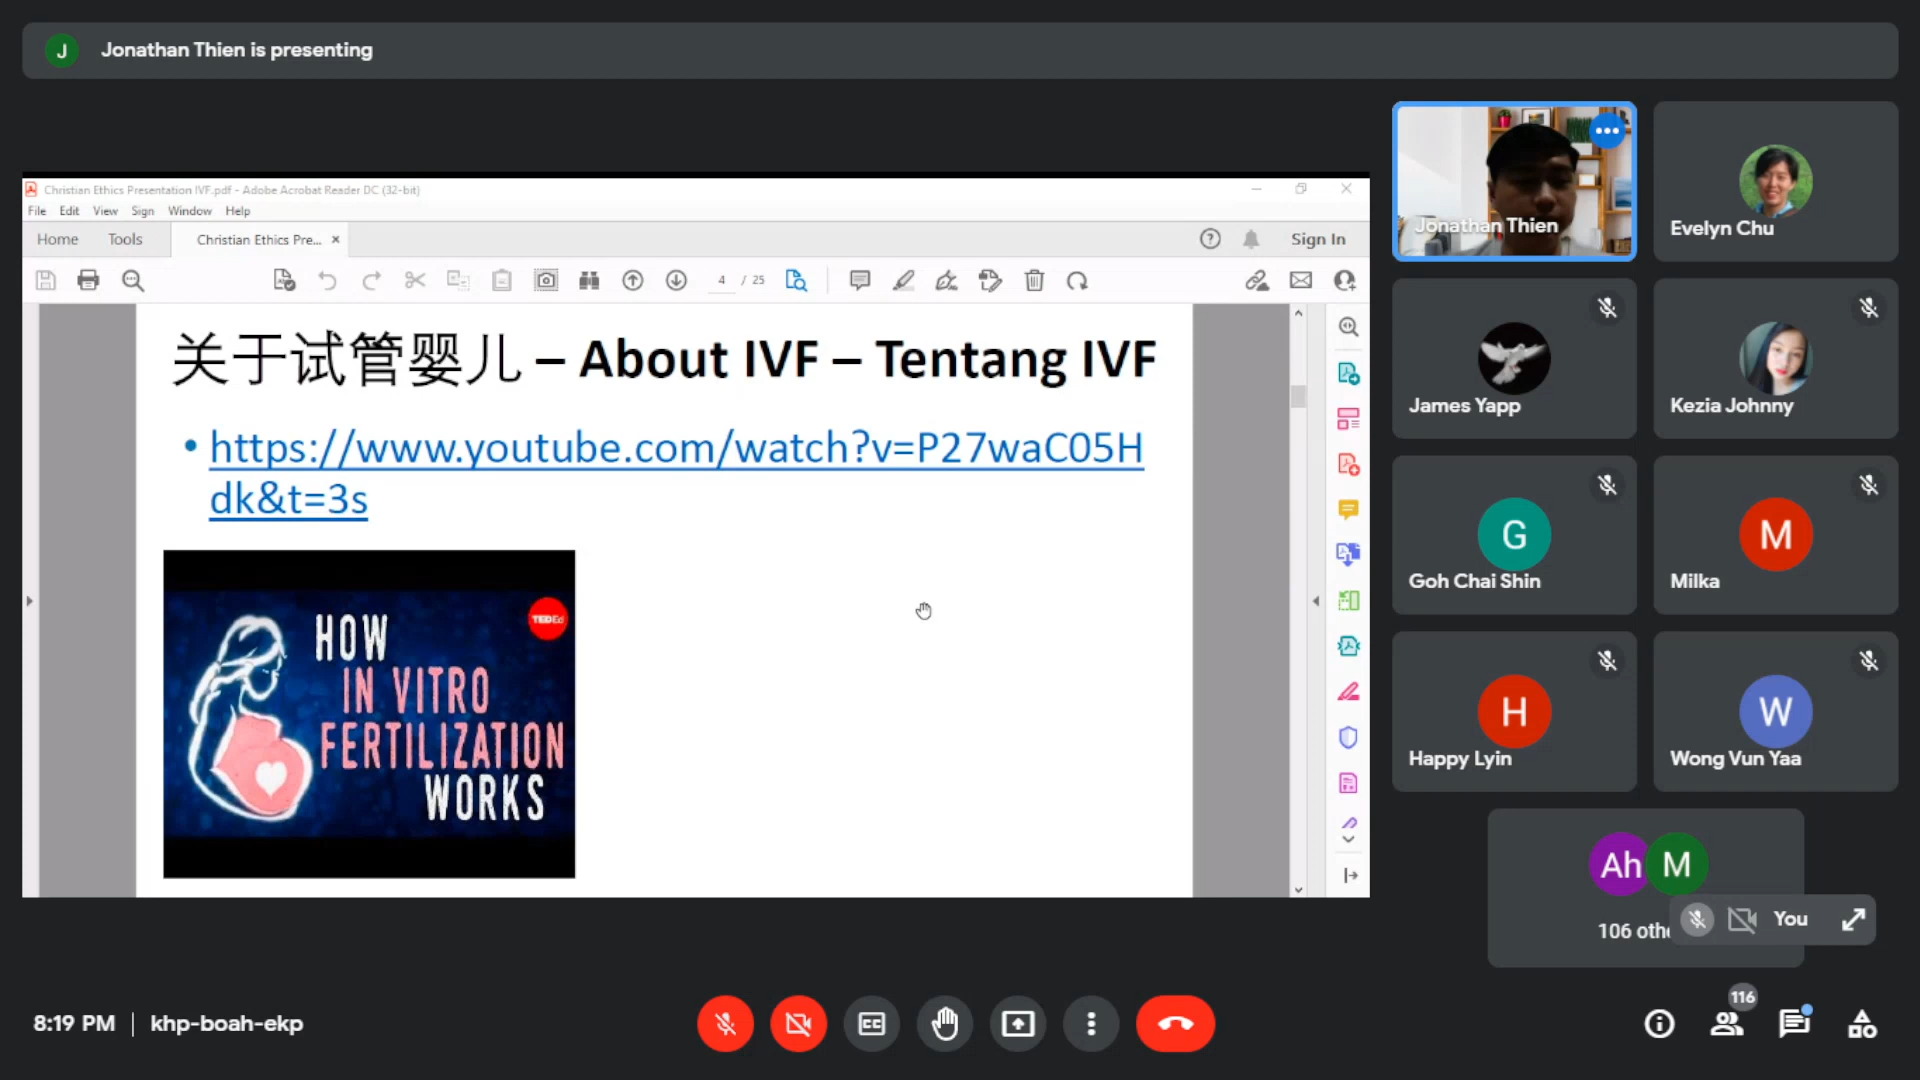 J Jonathan Thien is presenting
Christian Ethics Presentation IVF.pdf - Adobe Acrobat Reader DC (32-bit)
File Edit View Sign Window Help
Home Tools Christian Ethics Pre... × Sign In
4 / 25
关于试管婴儿 – About IVF – Tentang IVF
• https://www.youtube.com/watch?v=P27waC05H
dk&t=3s
TEDEd
HOW
IN VITRO
FERTILIZATION
WORKS
Jonathan Thien
Evelyn Chu
James Yapp
Kezia Johnny
G
Goh Chai Shin
M
Milka
H
Happy Lyin
W
Wong Vun Yaa
Ah M
106 othe
You
8:19 PM | khp-boah-ekp
CC
116